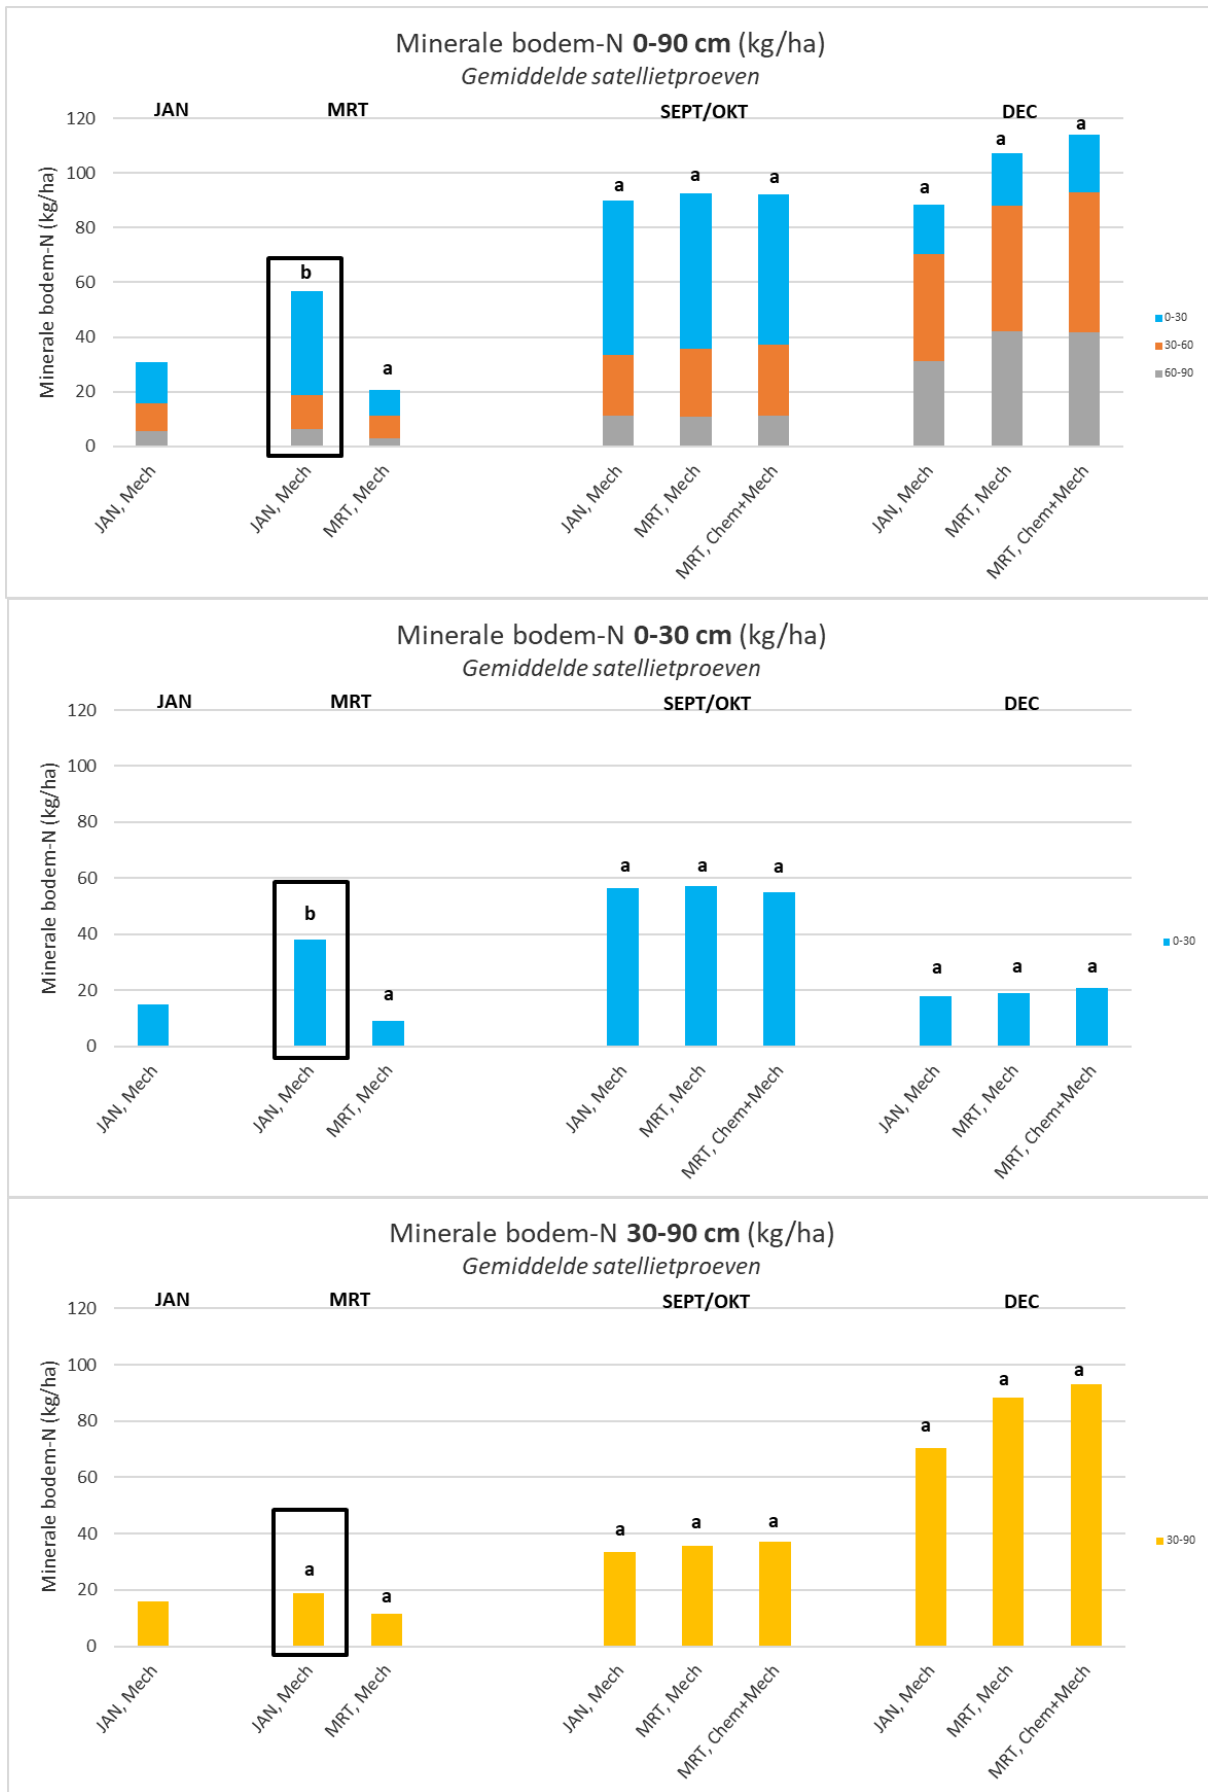 Minerale bodem-N 0-90 cm (kg/ha)
Gemiddelde satellietproeven
JAN MRT SEPT/OKT DEC
Minerale bodem-N (kg/ha)
120
100
80
60
40
20
0
b a a a a a a a
0-30
30-60
60-90
JAN, Mech
JAN, Mech
MRT, Mech
JAN, Mech
MRT, Mech
MRT, Chem+Mech
JAN, Mech
MRT, Mech
MRT, Chem+Mech
Minerale bodem-N 0-30 cm (kg/ha)
Gemiddelde satellietproeven
JAN MRT SEPT/OKT DEC
Minerale bodem-N (kg/ha)
120
100
80
60
40
20
0
b a a a a a a a
0-30
JAN, Mech
JAN, Mech
MRT, Mech
JAN, Mech
MRT, Mech
MRT, Chem+Mech
JAN, Mech
MRT, Mech
MRT, Chem+Mech
Minerale bodem-N 30-90 cm (kg/ha)
Gemiddelde satellietproeven
JAN MRT SEPT/OKT DEC
Minerale bodem-N (kg/ha)
120
100
80
60
40
20
0
a a a a a a a a
30-90
JAN, Mech
JAN, Mech
MRT, Mech
JAN, Mech
MRT, Mech
MRT, Chem+Mech
JAN, Mech
MRT, Mech
MRT, Chem+Mech